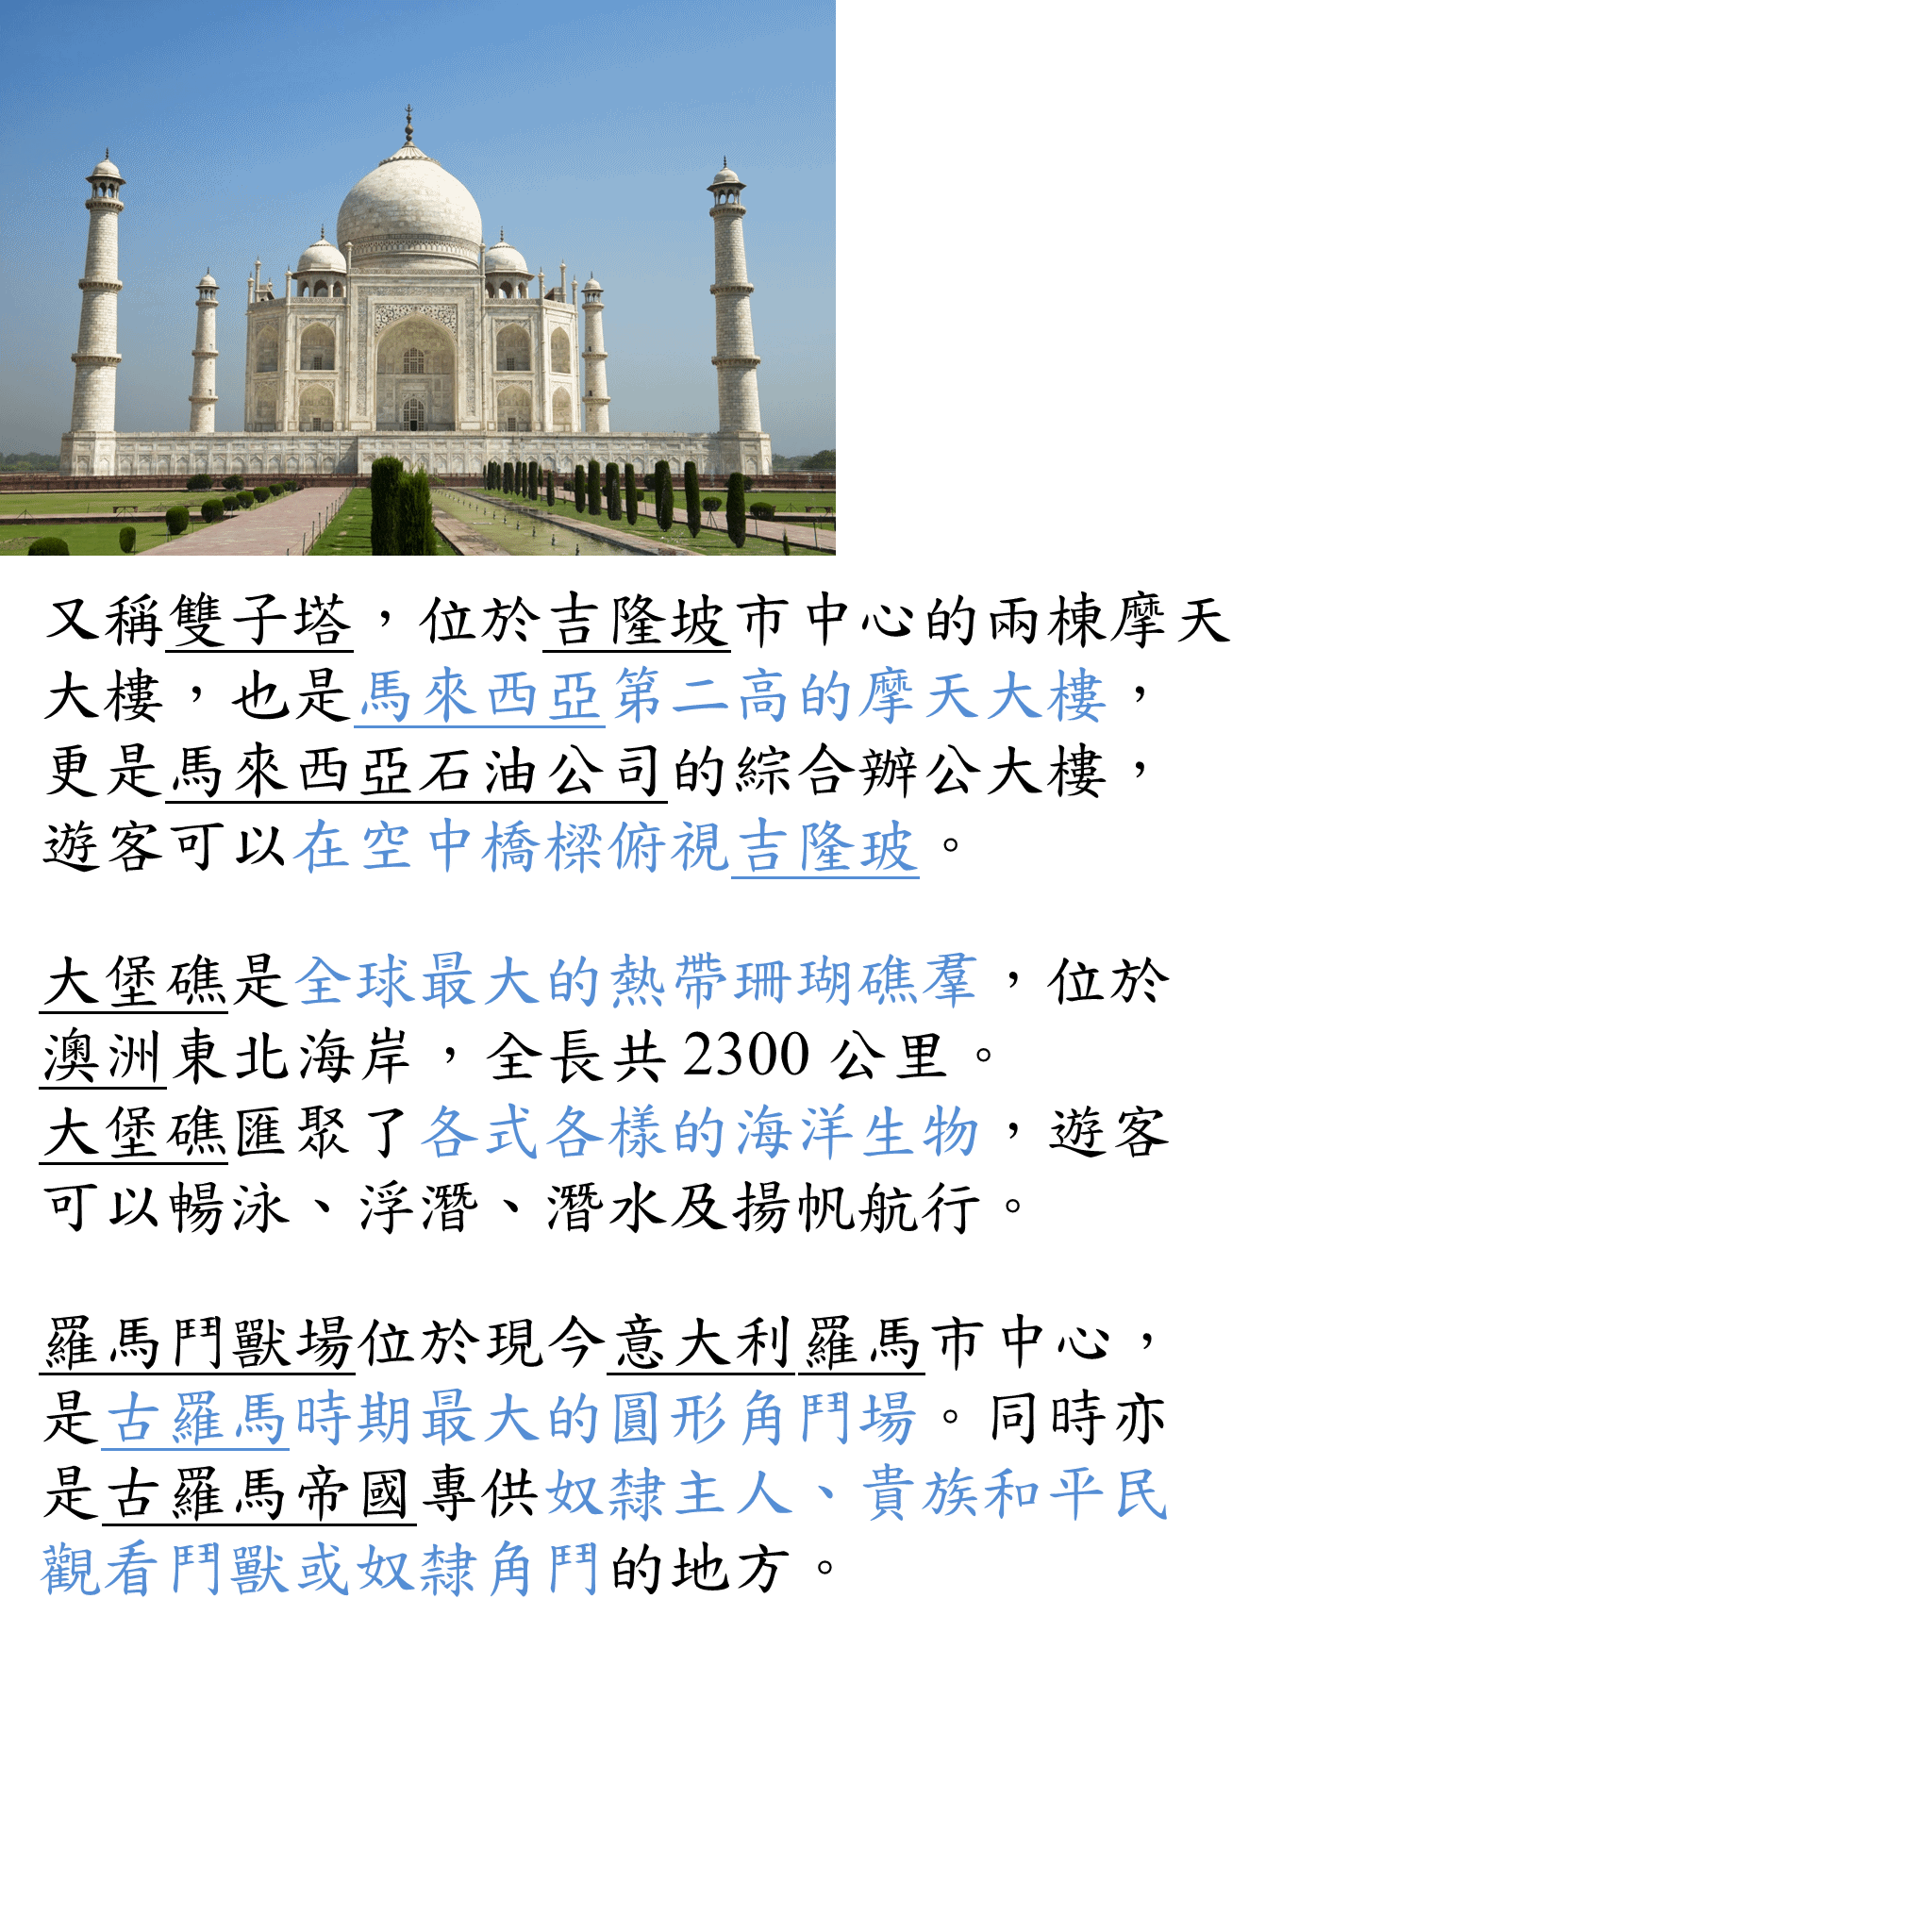 又稱雙子塔，位於吉隆坡市中心的兩棟摩天
大樓，也是馬來西亞第二高的摩天大樓，
更是馬來西亞石油公司的綜合辦公大樓，
遊客可以在空中橋樑俯視吉隆玻。
大堡礁是全球最大的熱帶珊瑚礁羣，位於
澳洲東北海岸，全長共 2300 公里。
大堡礁匯聚了各式各樣的海洋生物，遊客
可以暢泳、浮潛、潛水及揚帆航行。
羅馬鬥獸場位於現今意大利羅馬市中心，
是古羅馬時期最大的圓形角鬥場。同時亦
是古羅馬帝國專供奴隸主人、貴族和平民
觀看鬥獸或奴隸角鬥的地方。